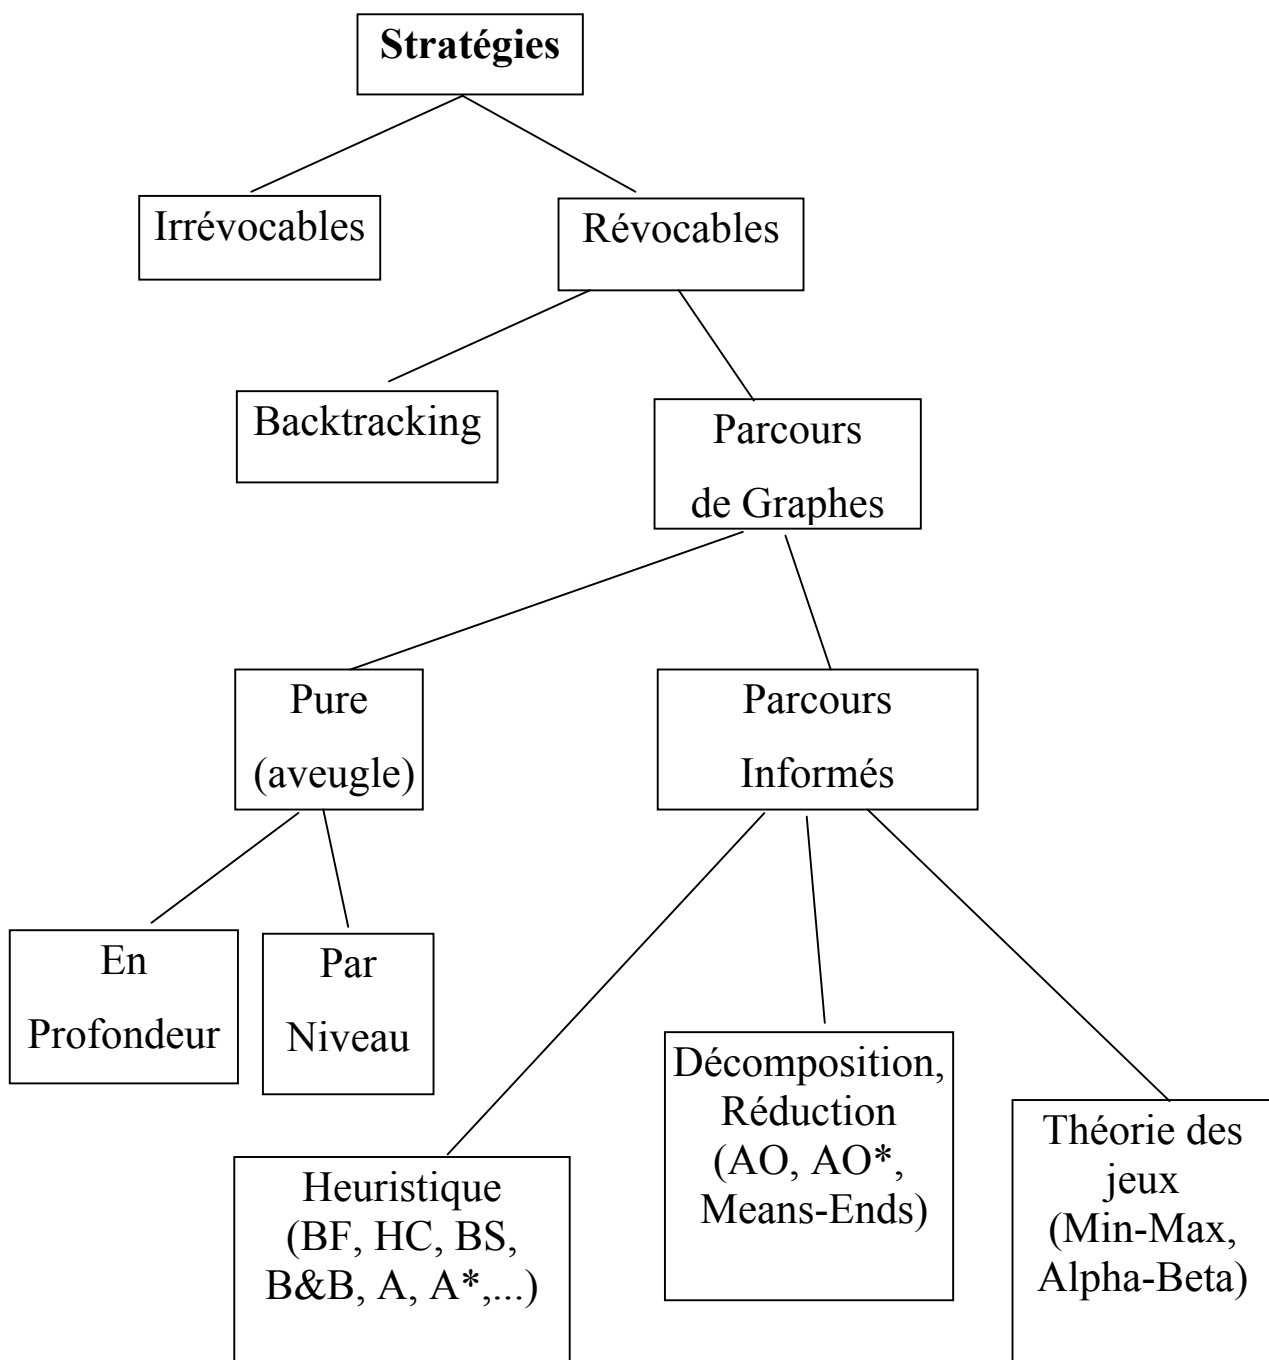 Stratégies
Irrévocables
Révocables
Backtracking
Parcours
de Graphes
Pure
(aveugle)
Parcours
Informés
En
Profondeur
Par
Niveau
Heuristique
(BF, HC, BS,
B&B, A, A*,...)
Décomposition,
Réduction
(AO, AO*,
Means-Ends)
Théorie des
jeux
(Min-Max,
Alpha-Beta)